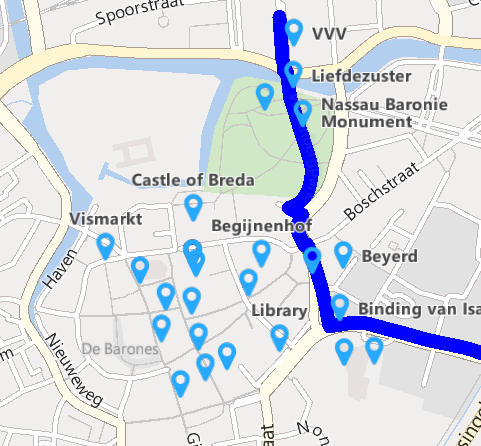 Spoorstraat
VVV
Liefdezuster
Nassau Baronie
Monument
Castle of Breda
Boschstraat
Vismarkt
Begijnenhof
Beyerd
Haven
Library
Binding van Isa
De Barones
Nieuweweg